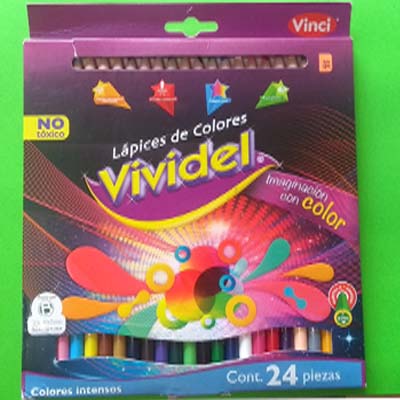 Vinci
NO
tóxico
Lápices de Colores
Vividel
Imaginación
con color
Colores intensos
Cont. 24 piezas